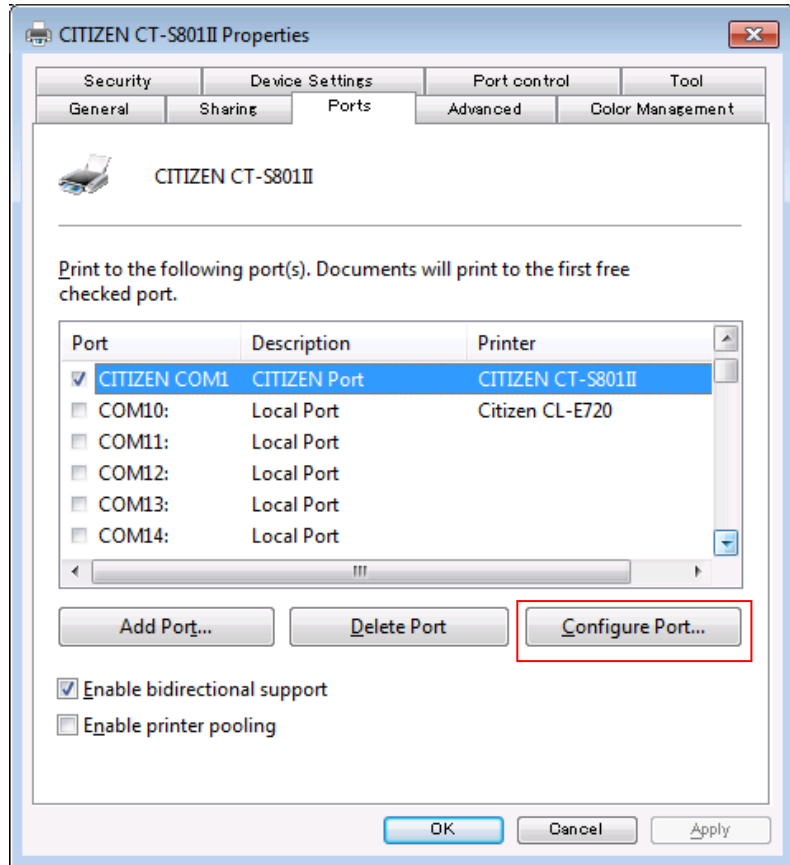 CITIZEN CT-S801II Properties
Security Device Settings Port control Tool
General Sharing Ports Advanced Color Management
CITIZEN CT-S801II
Print to the following port(s). Documents will print to the first free
checked port.
Port Description Printer
CITIZEN COM1 CITIZEN Port CITIZEN CT-S801II
COM10: Local Port Citizen CL-E720
COM11: Local Port
COM12: Local Port
COM13: Local Port
COM14: Local Port
Add Port... Delete Port Configure Port...
Enable bidirectional support
Enable printer pooling
OK Cancel Apply